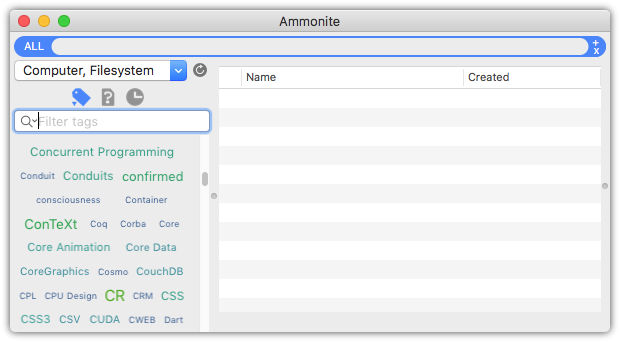 Ammonite
ALL
+
x
Computer, Filesystem
Name Created
Filter tags
Concurrent Programming
Conduit Conduits confirmed
consciousness Container
ConTeXt Coq Corba Core
Core Animation Core Data
CoreGraphics Cosmo CouchDB
CPL CPU Design CR CRM CSS
CSS3 CSV CUDA CWEB Dart